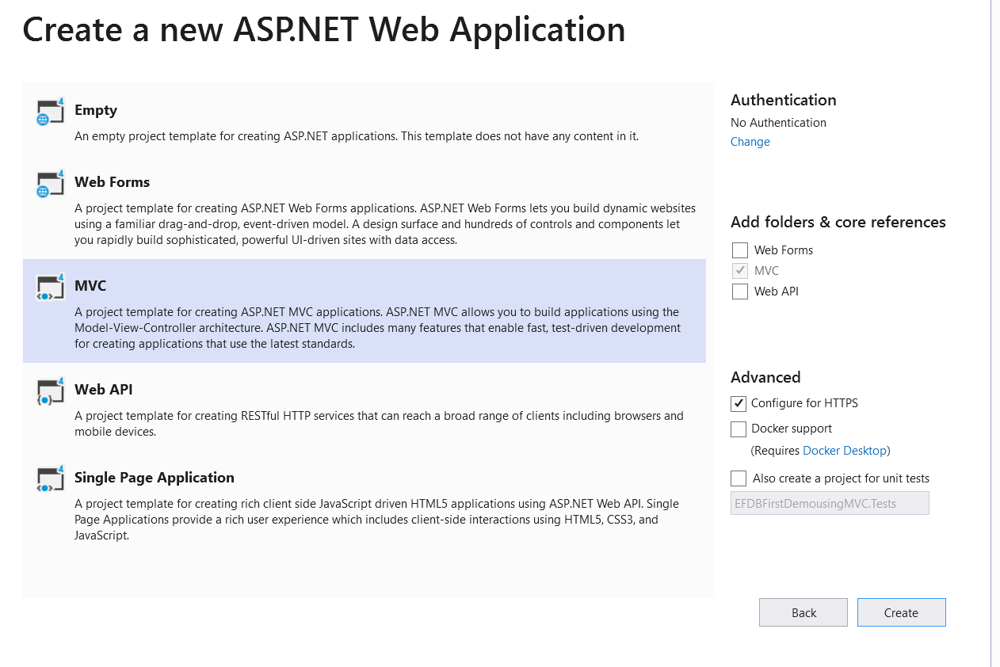 Create a new ASP.NET Web Application
Empty
An empty project template for creating ASP.NET applications. This template does not have any content in it.
Web Forms
A project template for creating ASP.NET Web Forms applications. ASP.NET Web Forms lets you build dynamic websites
using a familiar drag-and-drop, event-driven model. A design surface and hundreds of controls and components let
you rapidly build sophisticated, powerful UI-driven sites with data access.
MVC
A project template for creating ASP.NET MVC applications. ASP.NET MVC allows you to build applications using the
Model-View-Controller architecture. ASP.NET MVC includes many features that enable fast, test-driven development
for creating applications that use the latest standards.
Web API
A project template for creating RESTful HTTP services that can reach a broad range of clients including browsers and
mobile devices.
Single Page Application
A project template for creating rich client side JavaScript driven HTML5 applications using ASP.NET Web API. Single
Page Applications provide a rich user experience which includes client-side interactions using HTML5, CSS3, and
JavaScript.
Authentication
No Authentication
Change
Add folders & core references
Web Forms
MVC
Web API
Advanced
Configure for HTTPS
Docker support
(Requires Docker Desktop)
Also create a project for unit tests
EFDBFirstDemousingMVC.Tests
Back
Create